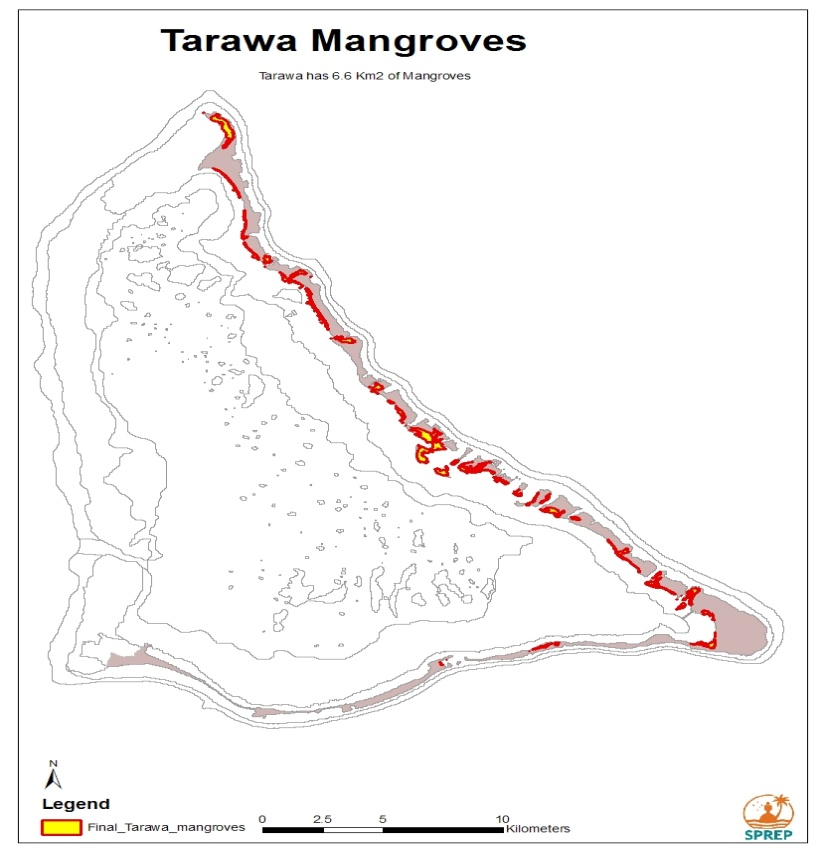 Tarawa Mangroves
Tarawa has 6.6 Km2 of Mangroves
N
Legend
Final_Tarawa_mangroves
0 2.5 5 10
Kilometers
SPREP